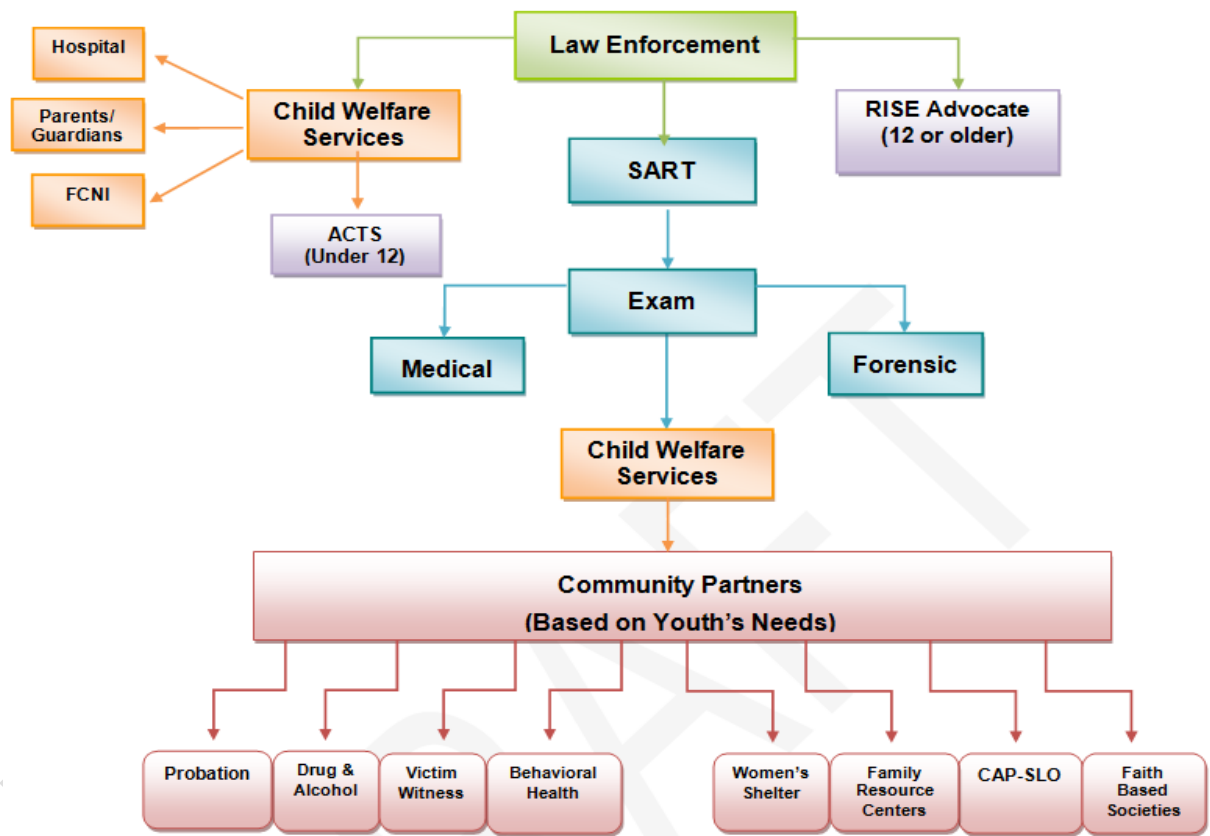 Law Enforcement
Hospital
Parents/
Guardians
FCNI
Child Welfare
Services
RISE Advocate
(12 or older)
SART
ACTS
(Under 12)
Exam
Medical
Forensic
Child Welfare
Services
Community Partners
(Based on Youth's Needs)
Probation
Drug &
Alcohol
Victim
Witness
Behavioral
Health
Women's
Shelter
Family
Resource
Centers
CAP-SLO
Faith
Based
Societies
DRAFT